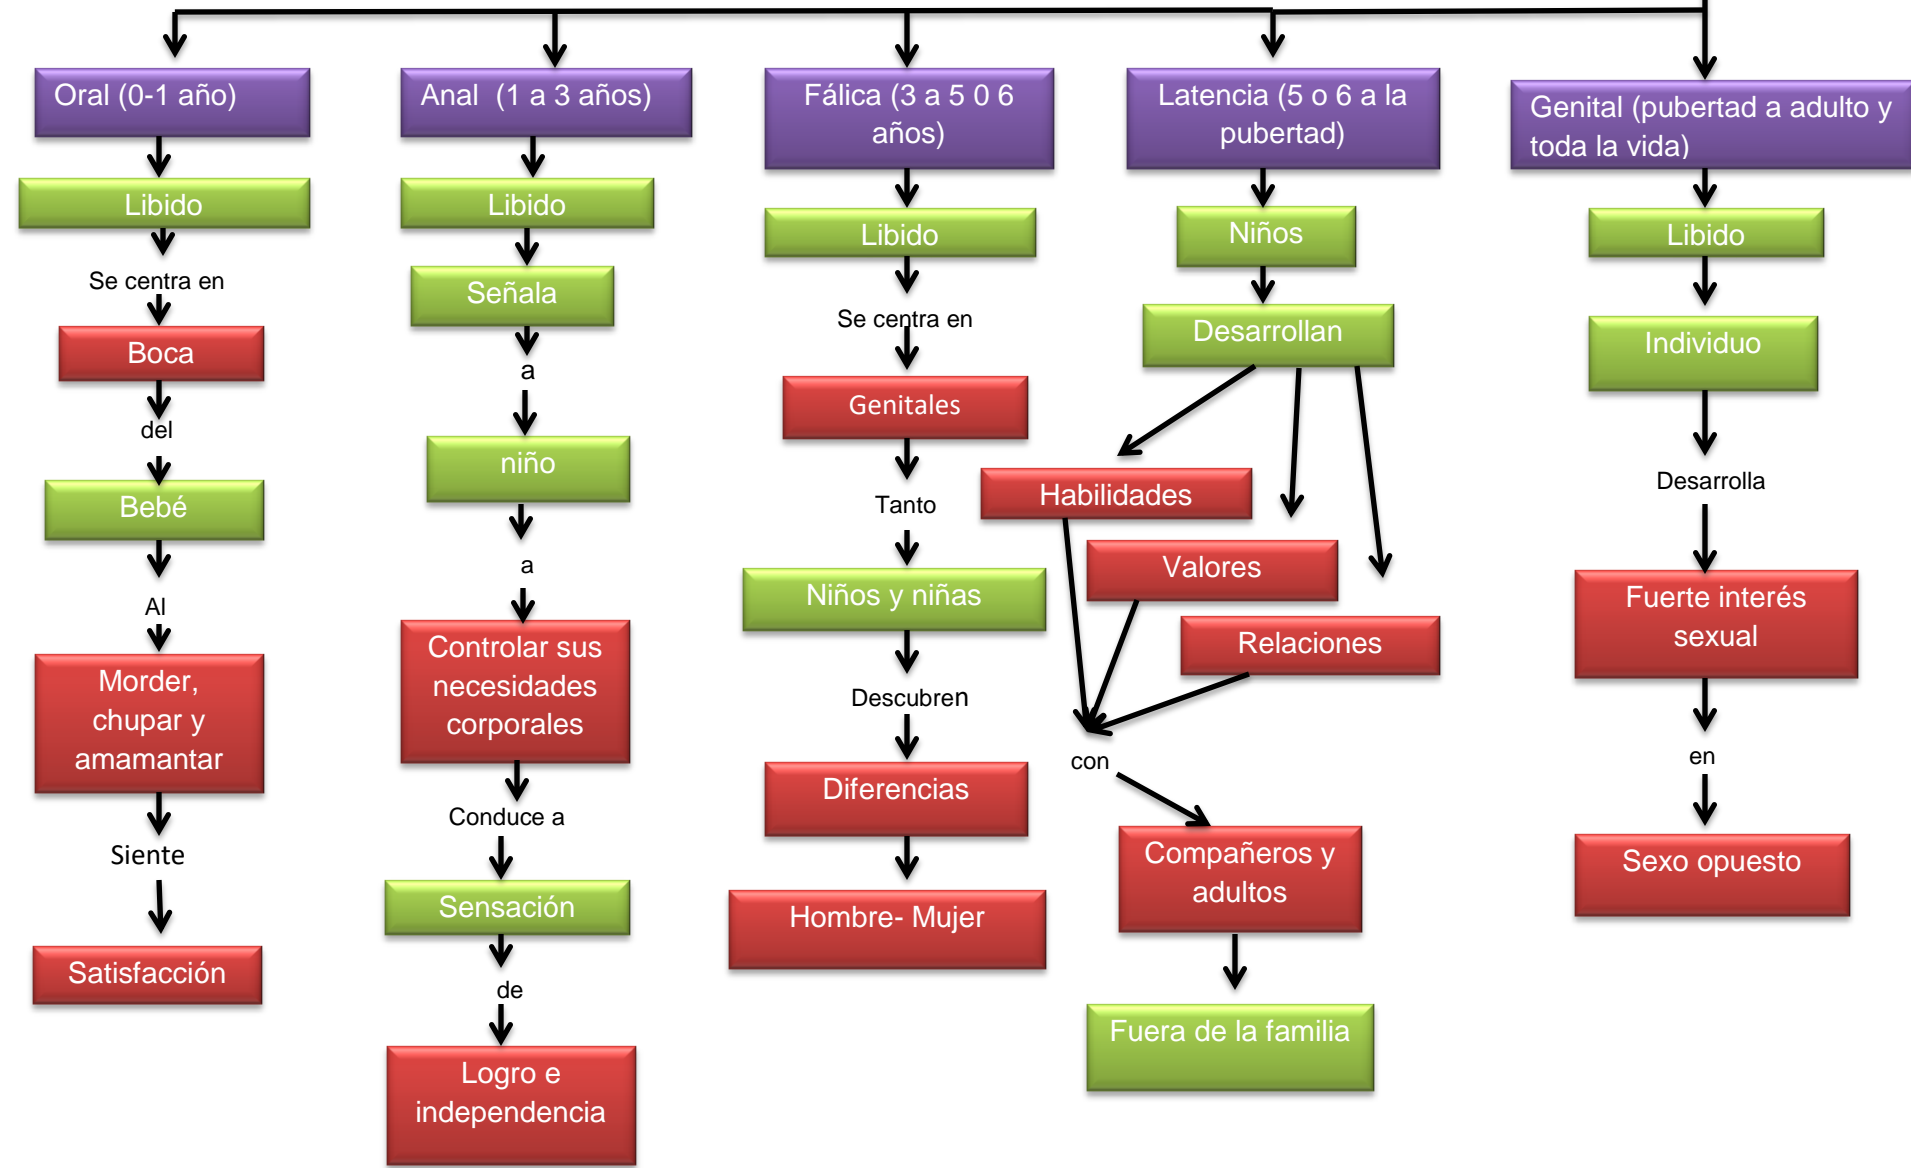 Oral (0-1 año)
Libido
Se centra en
Boca
del
Bebé
Al
Morder,
chupar y
amamantar
Siente
Satisfacción
Anal (1 a 3 años)
Libido
Señala
a
niño
a
Controlar sus
necesidades
corporales
Conduce a
Sensación
de
Logro e
independencia
Fálica (3 a 5 0 6
años)
Libido
Se centra en
Genitales
Tanto
Niños y niñas
Descubren
Diferencias
Hombre- Mujer
Latencia (5 o 6 a la
pubertad)
Niños
Desarrollan
Habilidades
Valores
Relaciones
con
Compañeros y
adultos
Fuera de la familia
Genital (pubertad a adulto y
toda la vida)
Libido
Individuo
Desarrolla
Fuerte interés
sexual
en
Sexo opuesto